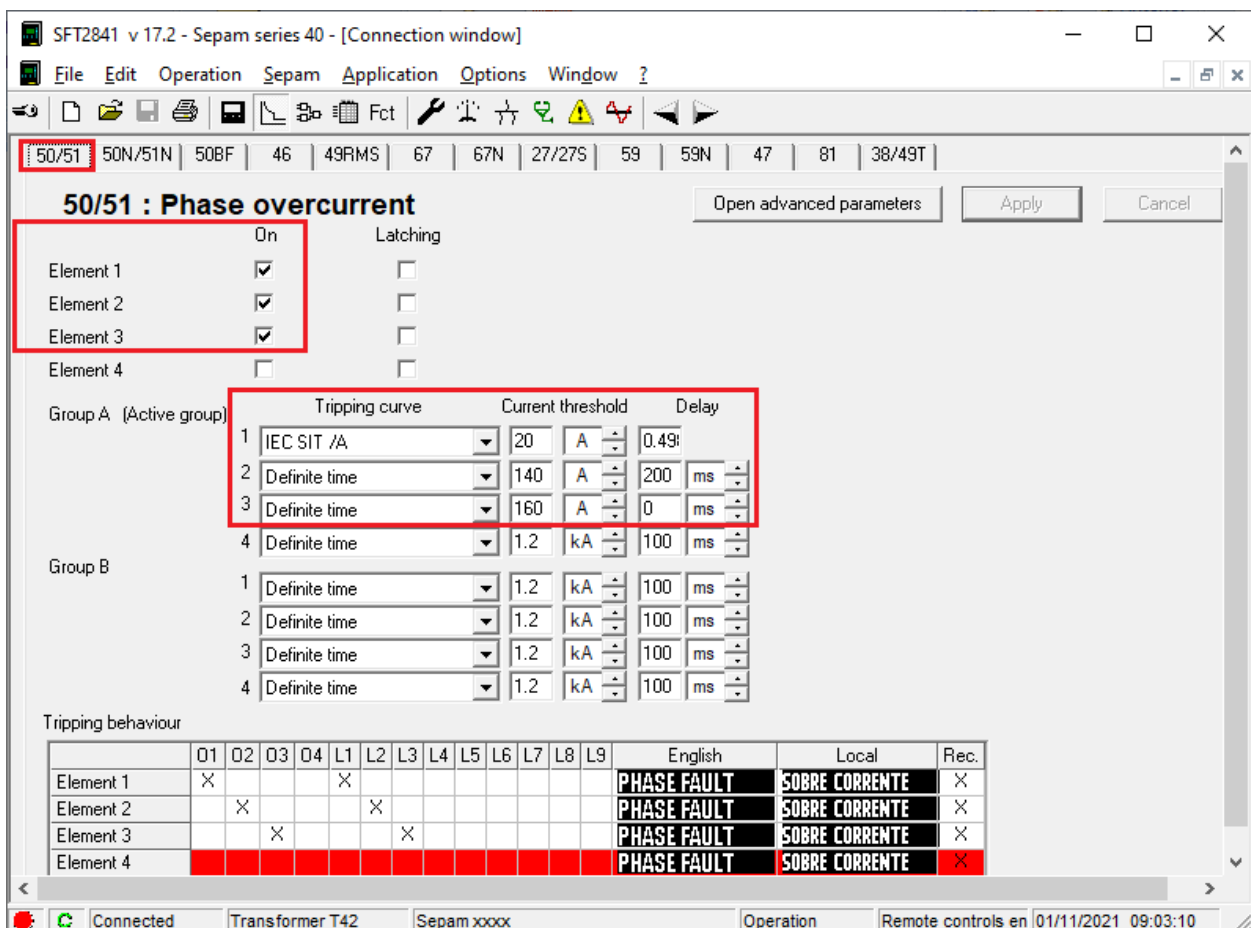 SFT2841 v 17.2 - Sepam series 40 - [Connection window]
File Edit Operation Sepam Application Options Window ?
Fct
50/51 50N/51N 50BF 46 49RMS 67 67N 27/27S 59 59N 47 81 38/49T
50/51 : Phase overcurrent Open advanced parameters Apply Cancel
On Latching
Element 1
Element 2
Element 3
Element 4
Group A (Active group) Tripping curve Current threshold Delay
1 IEC SIT /A 20 A 0.49
2 Definite time 140 A 200 ms
3 Definite time 160 A 0 ms
4 Definite time 1.2 kA 100 ms
Group B
1 Definite time 1.2 kA 100 ms
2 Definite time 1.2 kA 100 ms
3 Definite time 1.2 kA 100 ms
4 Definite time 1.2 kA 100 ms
Tripping behaviour
O1 O2 O3 O4 L1 L2 L3 L4 L5 L6 L7 L8 L9 English Local Rec.
Element 1 X X PHASE FAULT SOBRE CORRENTE X
Element 2 X X PHASE FAULT SOBRE CORRENTE X
Element 3 X X PHASE FAULT SOBRE CORRENTE X
Element 4 PHASE FAULT SOBRE CORRENTE X
Connected Transformer T42 Sepam xxxx Operation Remote controls en 01/11/2021 09:03:10